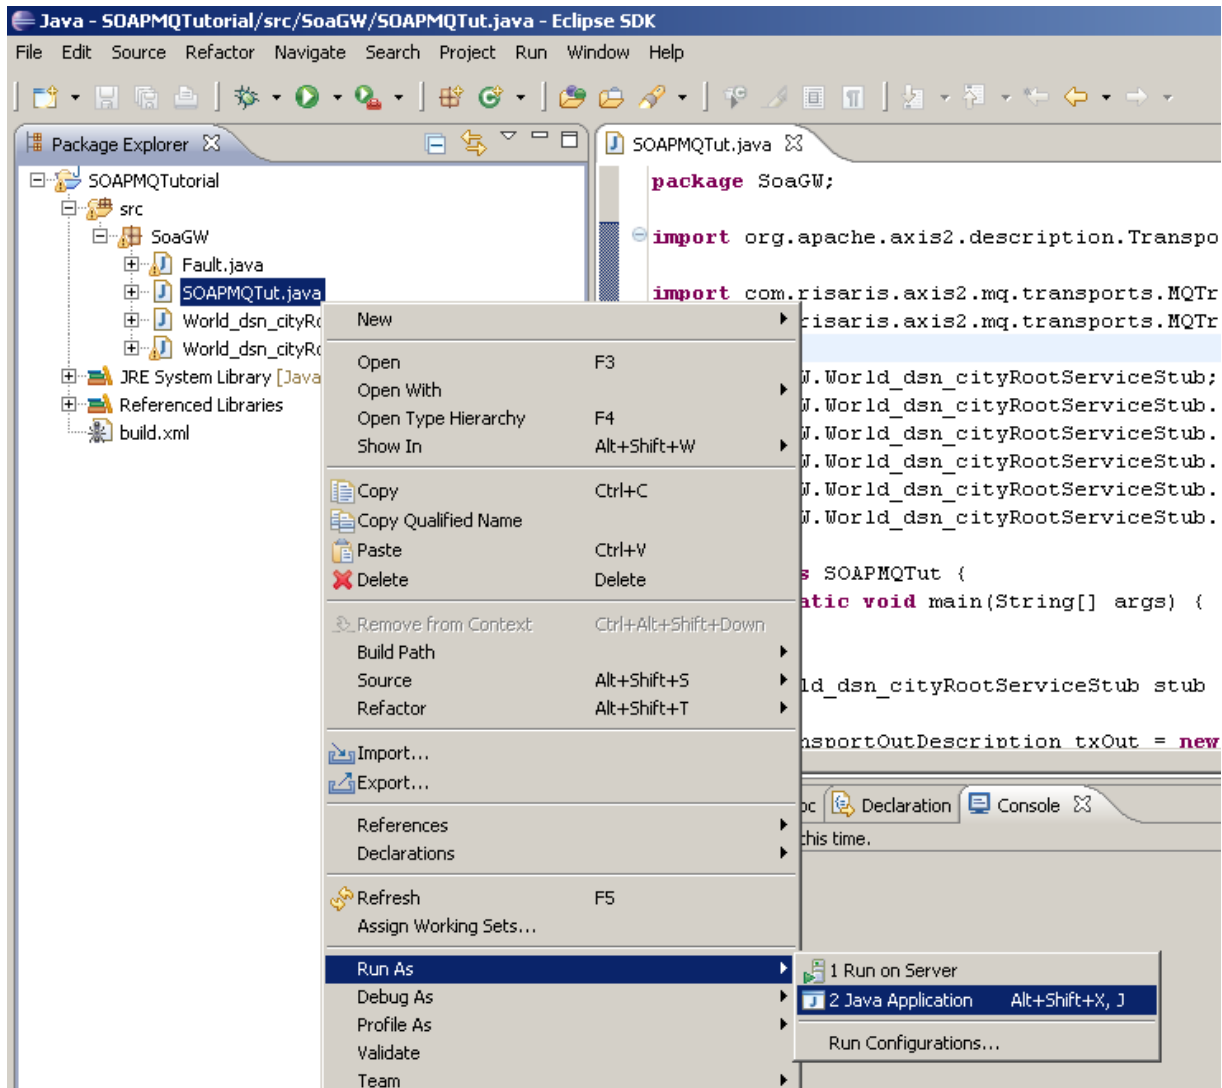 Java - SOAPMQTutorial/src/SoaGW/SOAPMQTut.java - Eclipse SDK
File Edit Source Refactor Navigate Search Project Run Window Help
Package Explorer
SOAPMQTutorial
src
SoaGW
Fault.java
SOAPMQTut.java
World_dsn_cityRo
World_dsn_cityRo
JRE System Library [Java
Referenced Libraries
build.xml
New
Open F3
Open With
Open Type Hierarchy F4
Show In Alt+Shift+W
Copy Ctrl+C
Copy Qualified Name
Paste Ctrl+V
Delete Delete
Remove from Context Ctrl+Alt+Shift+Down
Build Path
Source Alt+Shift+S
Refactor Alt+Shift+T
Import...
Export...
References
Declarations
Refresh F5
Assign Working Sets...
Run As
Debug As
Profile As
Validate
Team
1 Run on Server
2 Java Application Alt+Shift+X, J
Run Configurations...
SOAPMQTut.java
package SoaGW;
import org.apache.axis2.description.Transpo
import com.risaris.axis2.mq.transports.MQTr
risaris.axis2.mq.transports.MQTr
W.World_dsn_cityRootServiceStub;
W.World_dsn_cityRootServiceStub.
W.World_dsn_cityRootServiceStub.
W.World_dsn_cityRootServiceStub.
W.World_dsn_cityRootServiceStub.
W.World_dsn_cityRootServiceStub.
s SOAPMQTut {
atic void main(String[] args) {
ld_dsn_cityRootServiceStub stub
nsportOutDescription txOut = new
oc Declaration Console
this time.